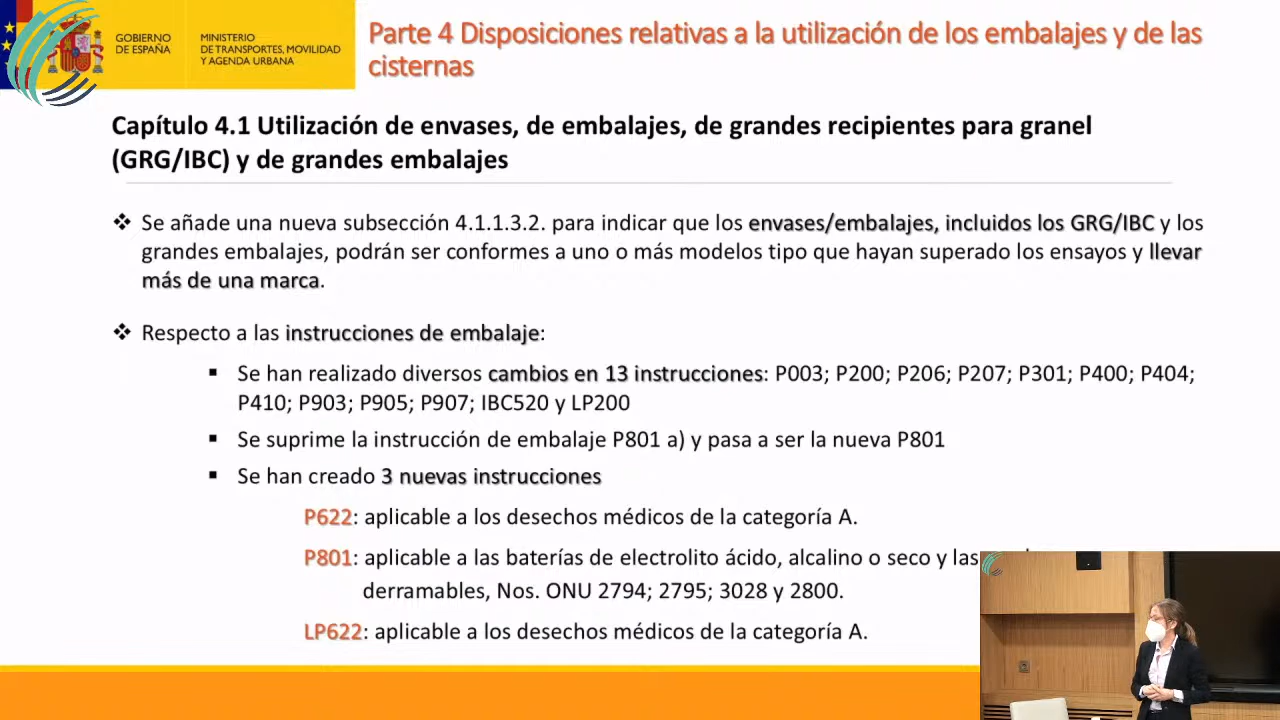 GOBIERNO
DE ESPAÑA
MINISTERIO
DE TRANSPORTES, MOVILIDAD
Y AGENDA URBANA
Parte 4 Disposiciones relativas a la utilización de los embalajes y de las
cisternas
Capítulo 4.1 Utilización de envases, de embalajes, de grandes recipientes para granel
(GRG/IBC) y de grandes embalajes
❖ Se añade una nueva subsección 4.1.1.3.2. para indicar que los envases/embalajes, incluidos los GRG/IBC y los
grandes embalajes, podrán ser conformes a uno o más modelos tipo que hayan superado los ensayos y llevar
más de una marca.
❖ Respecto a las instrucciones de embalaje:
▪ Se han realizado diversos cambios en 13 instrucciones: P003; P200; P206; P207; P301; P400; P404;
P410; P903; P905; P907; IBC520 y LP200
▪ Se suprime la instrucción de embalaje P801 a) y pasa a ser la nueva P801
▪ Se han creado 3 nuevas instrucciones
P622: aplicable a los desechos médicos de la categoría A.
P801: aplicable a las baterías de electrolito ácido, alcalino o seco y las
derramables, Nos. ONU 2794; 2795; 3028 y 2800.
LP622: aplicable a los desechos médicos de la categoría A.